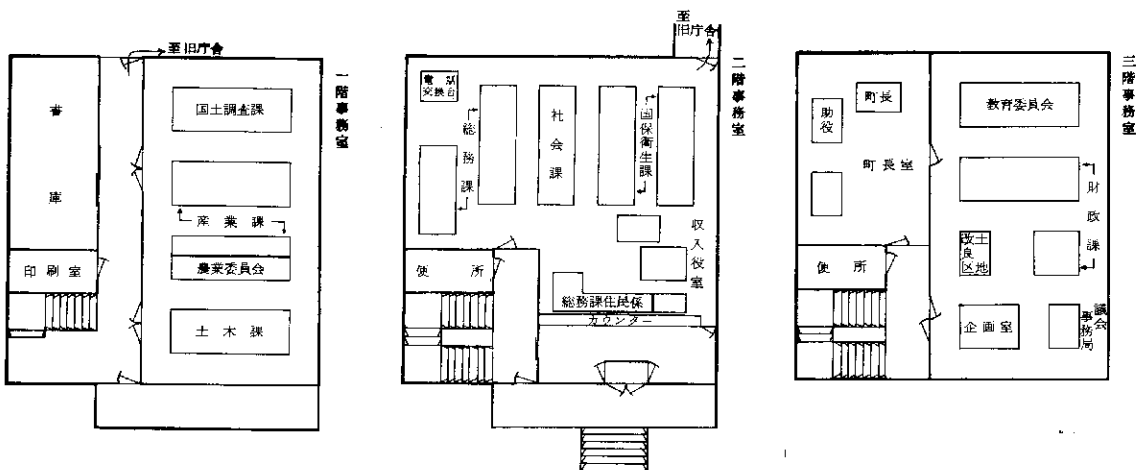 一階事務室
至旧庁舎
書庫
国土調査課
産業課
印刷室
農業委員会
土木課
二階事務室
至旧庁舎
電話交換台
総務課
社会課
国保衛生課
収入役室
便所
総務課住民係
カウンター
三階事務室
町長
助役
教育委員会
町長室
財政課
土地改良区
便所
企画室
議会事務局